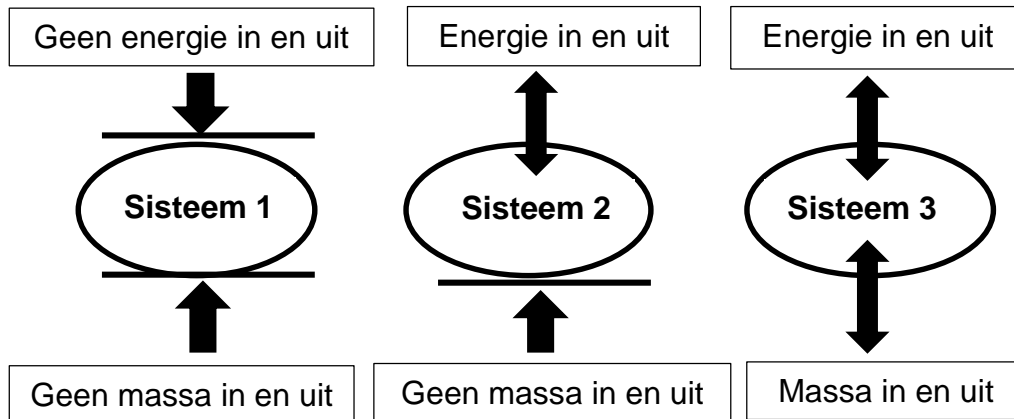 Geen energie in en uit
Energie in en uit
Energie in en uit
Sisteem 1
Sisteem 2
Sisteem 3
Geen massa in en uit
Geen massa in en uit
Massa in en uit